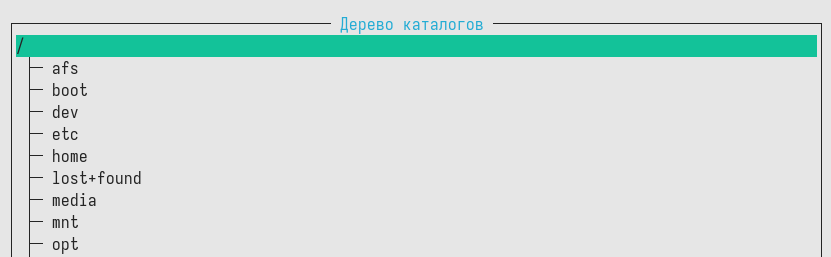 Дерево каталогов
/
afs
boot
dev
etc
home
lost+found
media
mnt
opt